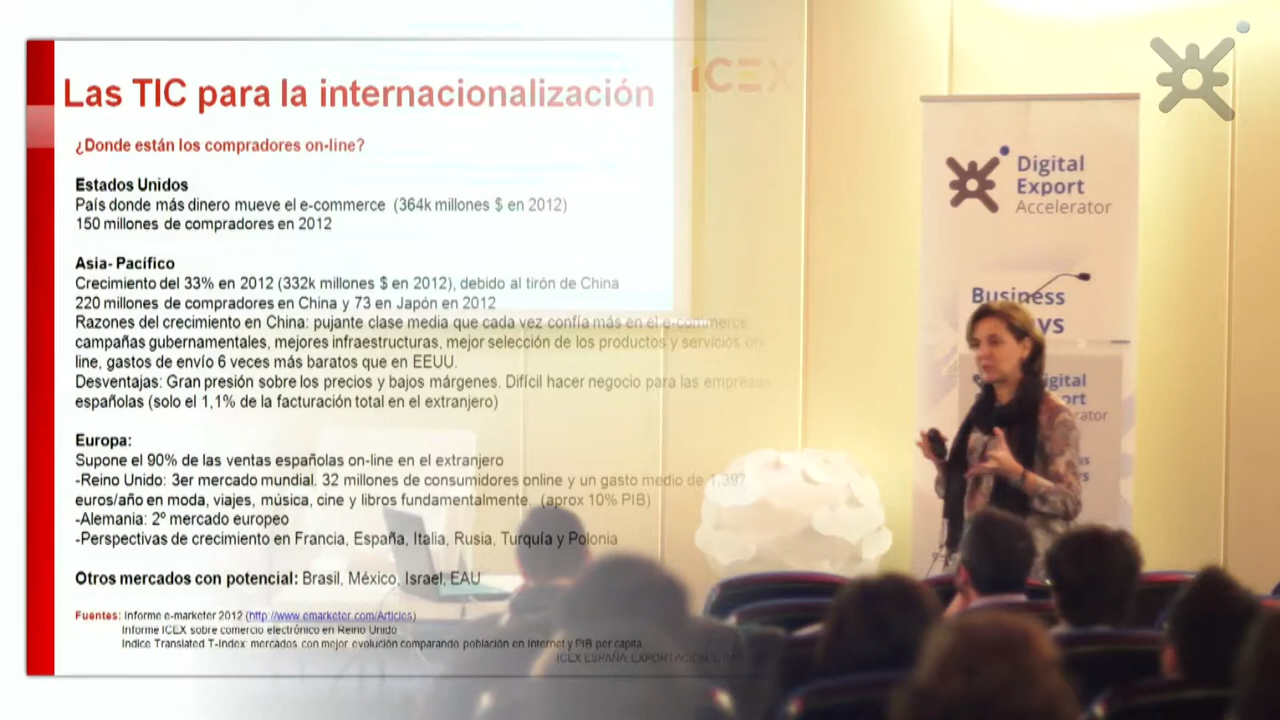 Las TIC para la internacionalización
ICEX
¿Donde están los compradores on-line?
Estados Unidos
País donde más dinero mueve el e-commerce (364k millones $ en 2012)
150 millones de compradores en 2012
Asia- Pacífico
Crecimiento del 33% en 2012 (332k millones $ en 2012), debido al tirón de China
220 millones de compradores en China y 73 en Japón en 2012
Razones del crecimiento en China: pujante clase media que cada vez confía más en el e-commerce,
campañas gubernamentales, mejores infraestructuras, mejor selección de los productos y servicios on-
line, gastos de envío 6 veces más baratos que en EEUU.
Desventajas: Gran presión sobre los precios y bajos márgenes. Difícil hacer negocio para las empresas
españolas (solo el 1,1% de la facturación total en el extranjero)
Europa:
Supone el 90% de las ventas españolas on-line en el extranjero
-Reino Unido: 3er mercado mundial. 32 millones de consumidores online y un gasto medio de 1,397
euros/año en moda, viajes, música, cine y libros fundamentalmente. (aprox 10% PIB)
-Alemania: 2º mercado europeo
-Perspectivas de crecimiento en Francia, España, Italia, Rusia, Turquía y Polonia
Otros mercados con potencial: Brasil, México, Israel, EAU
Fuentes: Informe e-marketer 2012 (http://www.emarketer.com/Articles)
Informe ICEX sobre comercio electrónico en Reino Unido
Indice Translated T-Index: mercados con mejor evolución comparando población en Internet y PIB per capita
ICEX ESPAÑA EXPORTACIÓN E
Digital
Export
Accelerator
Business
ys
igital
ort
rator